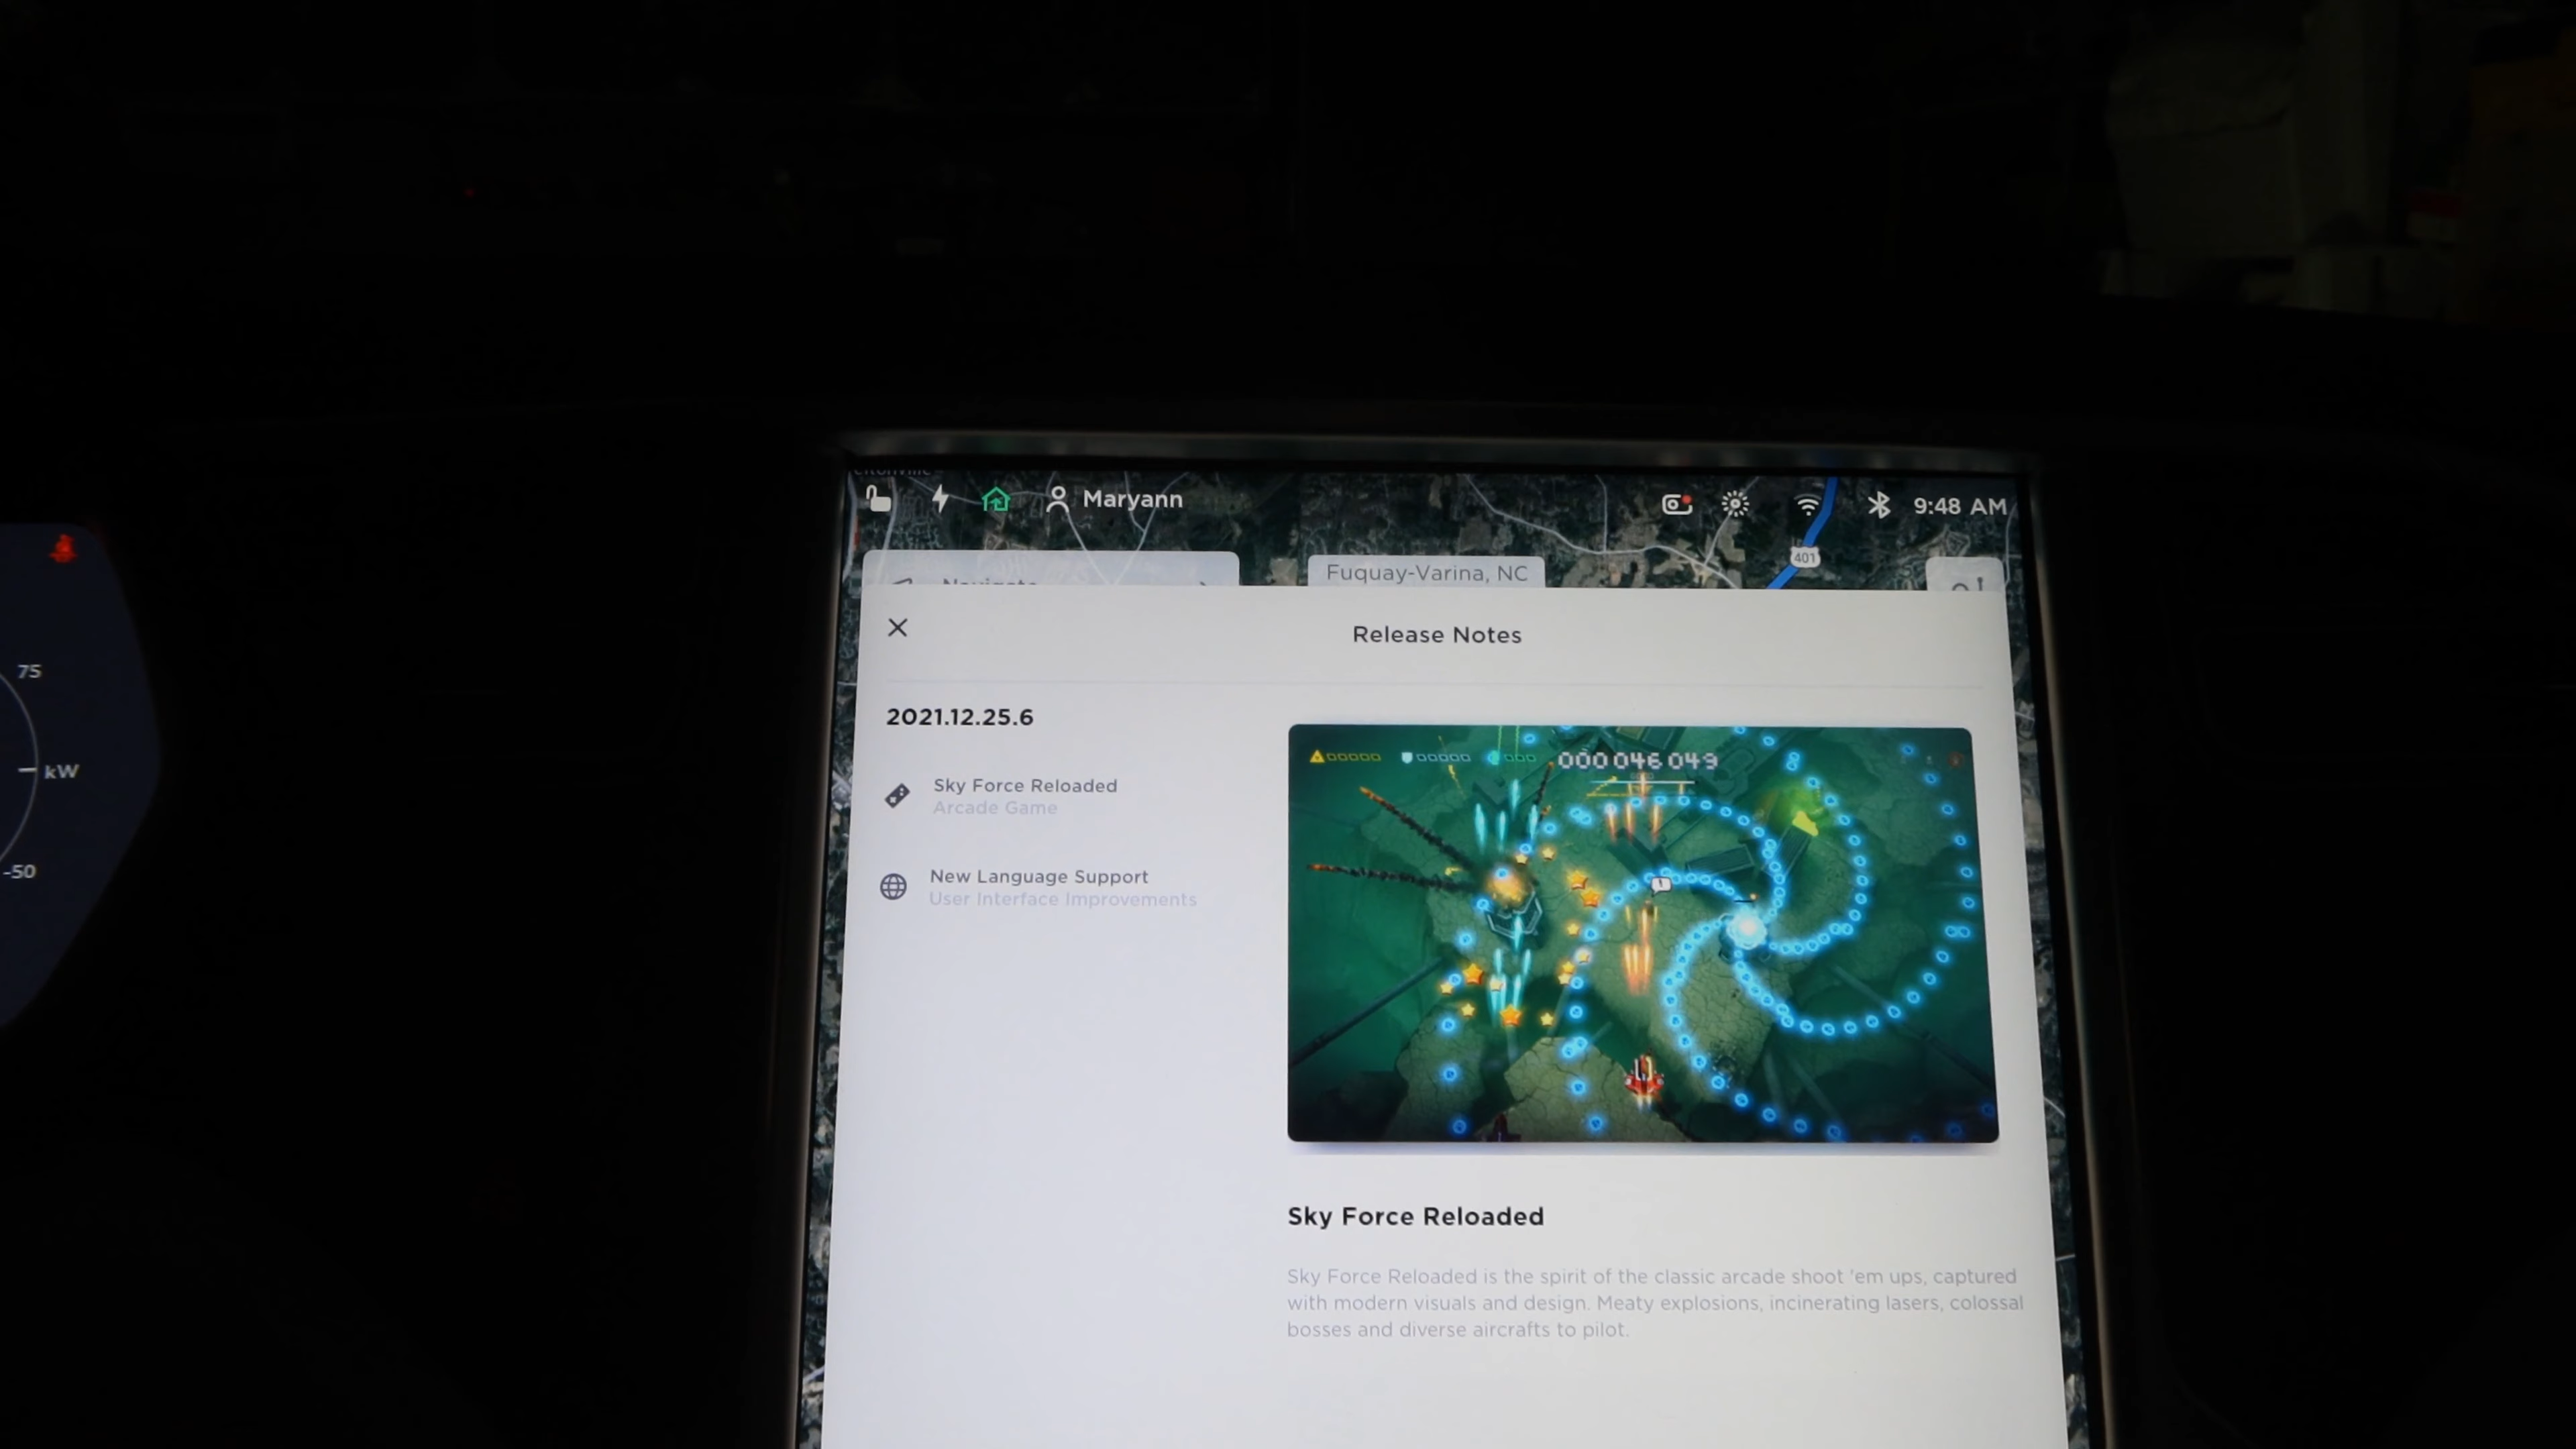 Maryann
9:48 AM
401
Navigate
Fuquay-Varina, NC
Release Notes
75
kW
-50
2021.12.25.6
Sky Force Reloaded
Arcade Game
New Language Support
User Interface Improvements
000046049
Sky Force Reloaded
Sky Force Reloaded is the spirit of the classic arcade shoot 'em ups, captured
with modern visuals and design. Meaty explosions, incinerating lasers, colossal
bosses and diverse aircrafts to pilot.